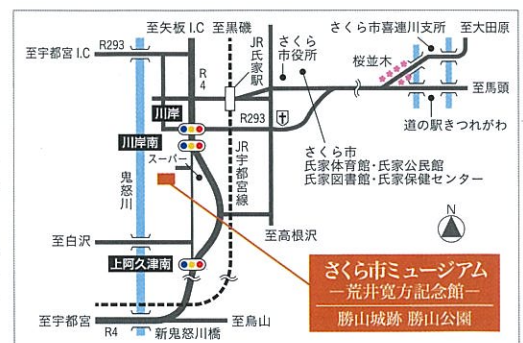 至矢板 I.C
至黒磯
さくら市喜連川支所
至大田原
至宇都宮 I.C
R293
R
4
JR
氏家駅
さくら
市役所
桜並木
至馬頭
川岸
R293
道の駅きつれがわ
川岸南
スーパー
鬼怒川
JR宇都宮線
さくら市
氏家体育館・氏家公民館
氏家図書館・氏家保健センター
至白沢
至高根沢
N
上阿久津南
さくら市ミュージアム
―荒井寛方記念館―
勝山城跡 勝山公園
至宇都宮
R4
新鬼怒川橋
至烏山